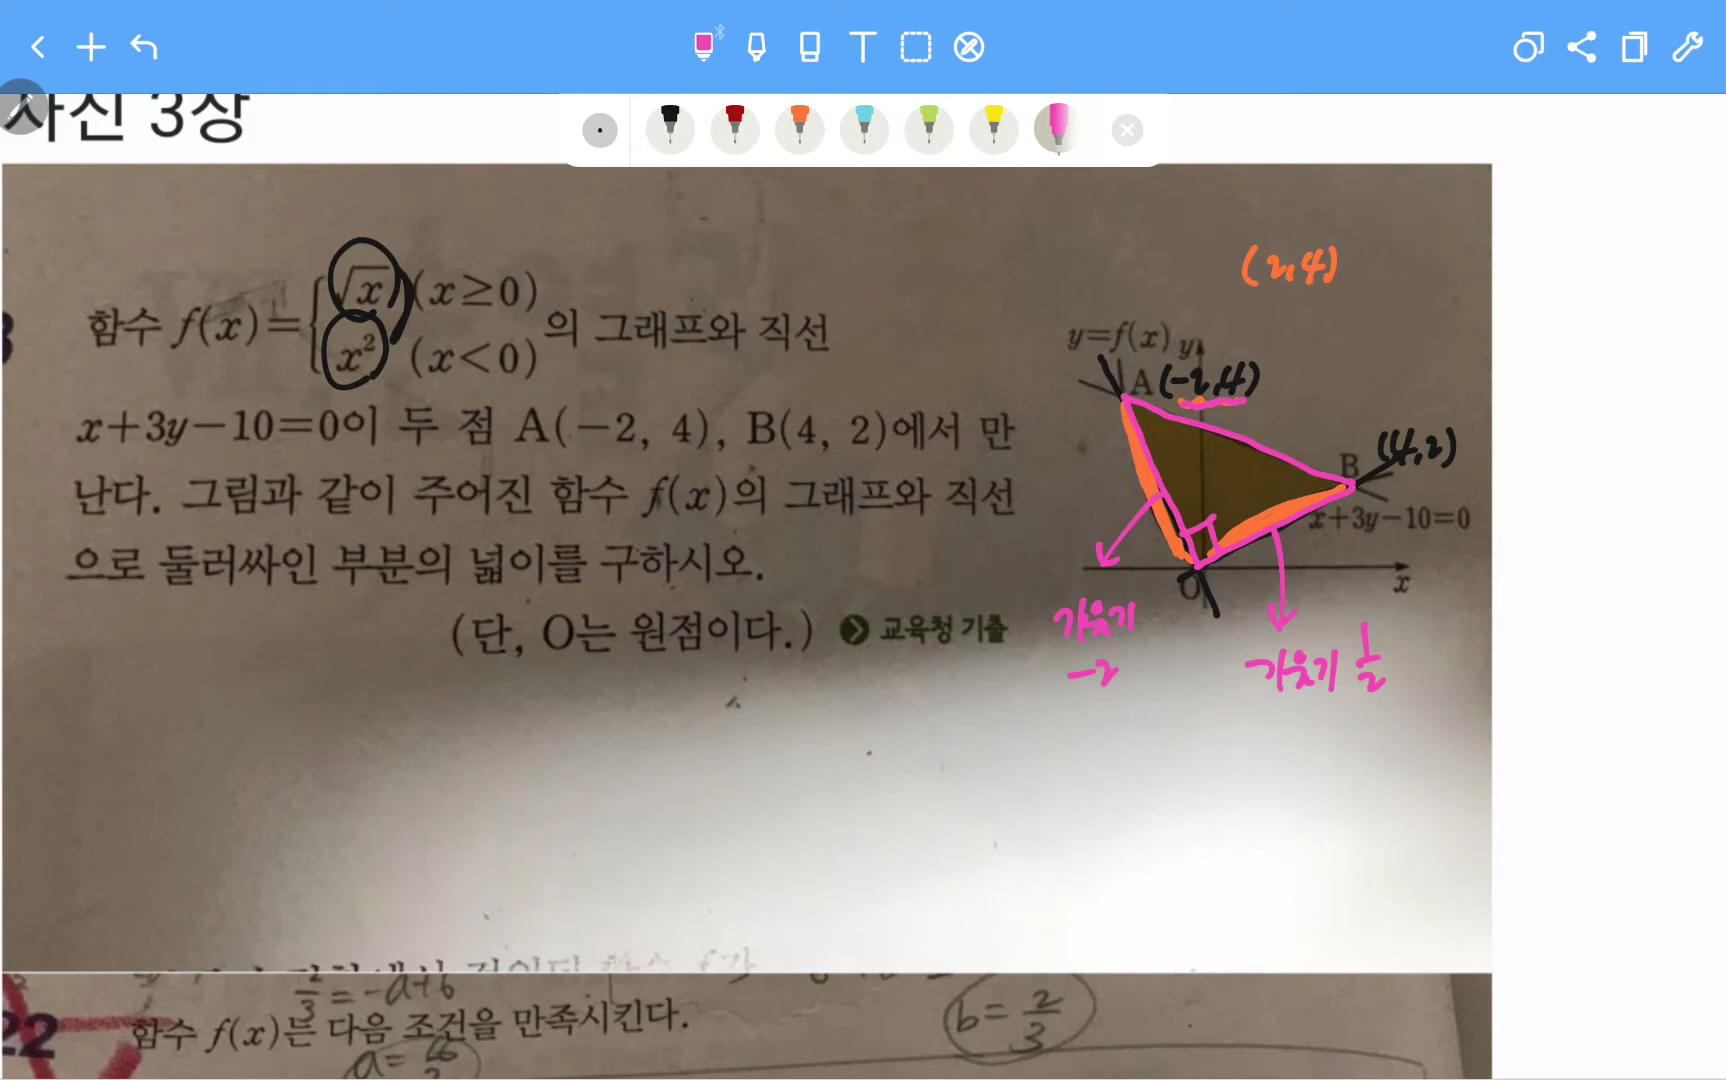 사진 3장
(2,4)
함수 f(x)={√x (x≥0)
x² (x<0) 의 그래프와 직선
x+3y-10=0이 두 점 A(-2, 4), B(4, 2)에서 만
난다. 그림과 같이 주어진 함수 f(x)의 그래프와 직선
으로 둘러싸인 부분의 넓이를 구하시오.
(단, O는 원점이다.) 교육청 기출
y=f(x) y
A (-2,4)
B (4,2)
x+3y-10=0
O x
기울기
-2
기울기 1/2
2/3 = -a+b
b= 2/3
22 함수 f(x)는 다음 조건을 만족시킨다.
a=